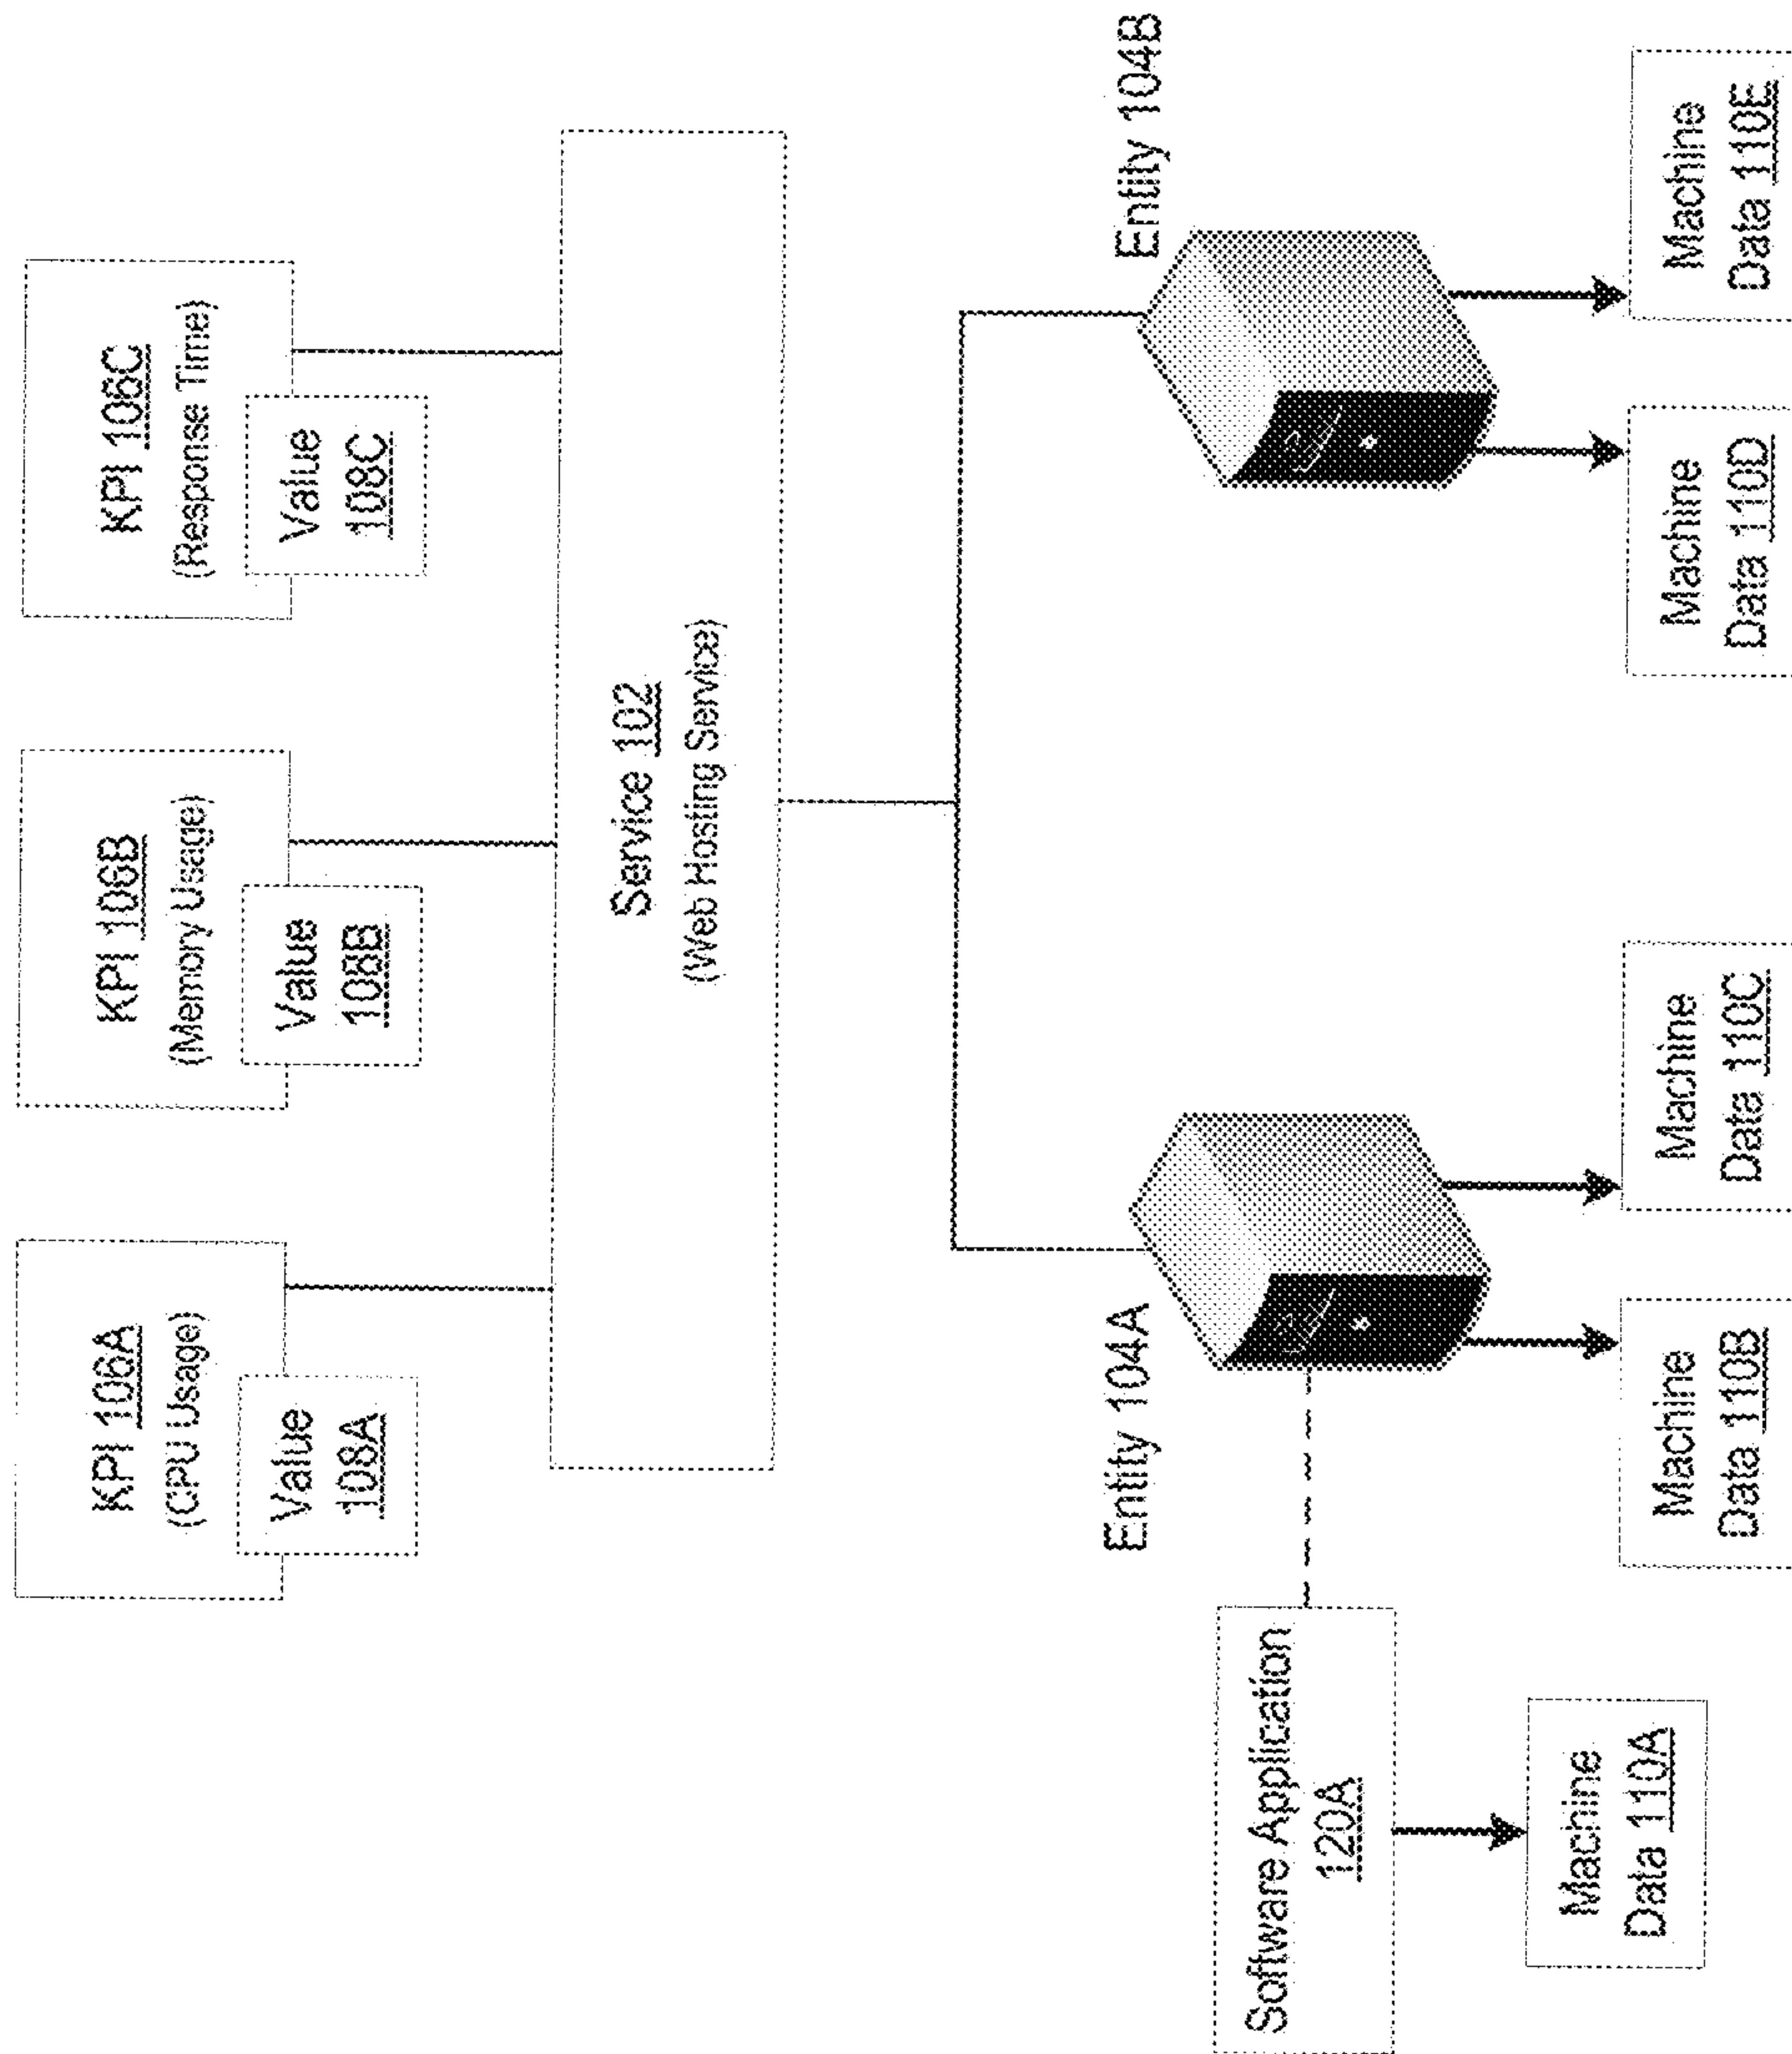 KPI 106A
(CPU Usage)
Value
108A
KPI 106B
(Memory Usage)
Value
108B
KPI 106C
(Response Time)
Value
108C
Service 102
(Web Hosting Service)
Entity 104A
Entity 104B
Software Application
120A
Machine
Data 110A
Machine
Data 110B
Machine
Data 110C
Machine
Data 110D
Machine
Data 110E